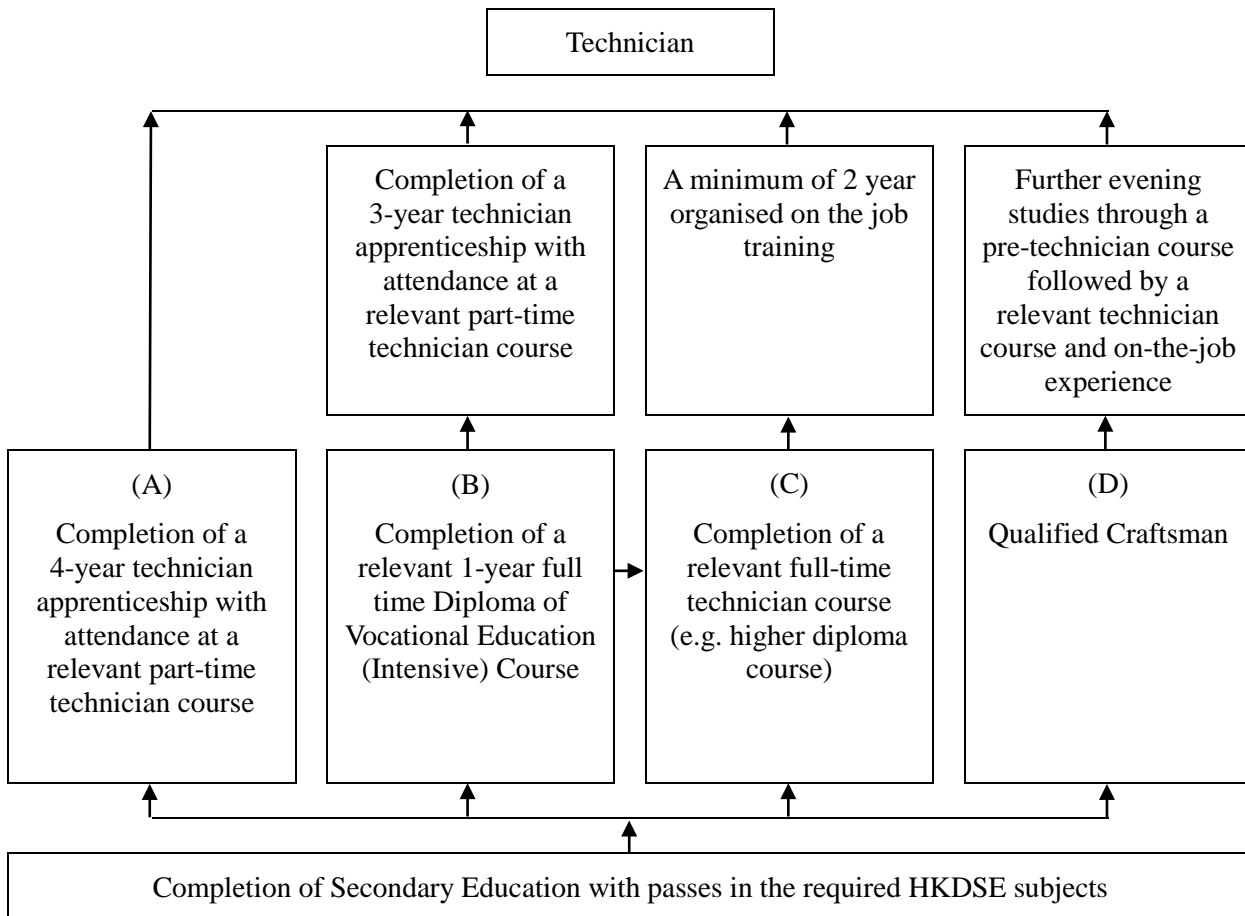 Technician
Completion of a
3-year technician
apprenticeship with
attendance at a
relevant part-time
technician course
A minimum of 2 year
organised on the job
training
Further evening
studies through a
pre-technician course
followed by a
relevant technician
course and on-the-job
experience
(A)
Completion of a
4-year technician
apprenticeship with
attendance at a
relevant part-time
technician course
(B)
Completion of a
relevant 1-year full
time Diploma of
Vocational Education
(Intensive) Course
(C)
Completion of a
relevant full-time
technician course
(e.g. higher diploma
course)
(D)
Qualified Craftsman
Completion of Secondary Education with passes in the required HKDSE subjects